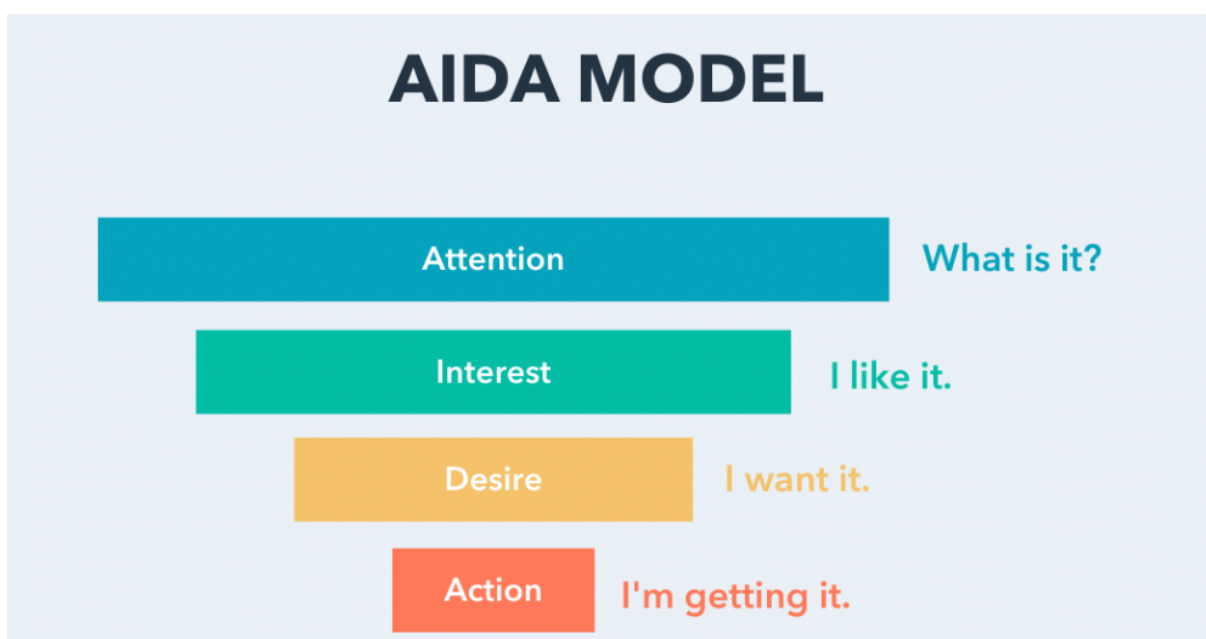 AIDA MODEL
Attention
What is it?
Interest
I like it.
Desire
I want it.
Action
I'm getting it.